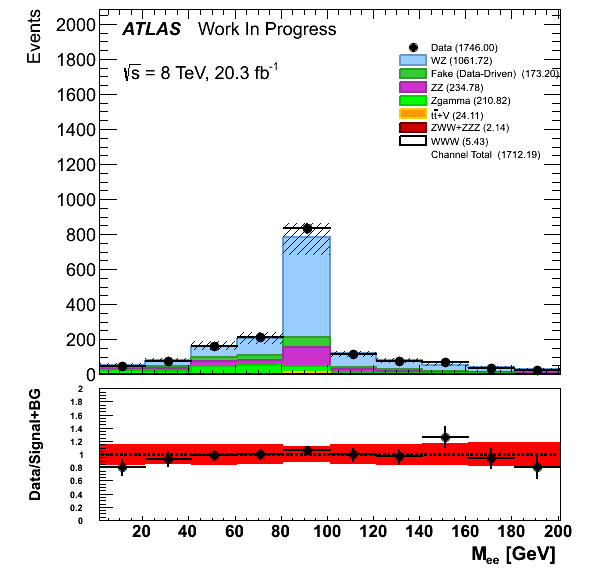 Events
2000
1800
1600
1400
1200
1000
800
600
400
200
0
ATLAS Work In Progress
√s = 8 TeV, 20.3 fb⁻¹
Data (1746.00)
WZ (1061.72)
Fake (Data-Driven) (173.20)
ZZ (234.78)
Zgamma (210.82)
tt̄+V (24.11)
ZWW+ZZZ (2.14)
WWW (5.43)
Channel Total (1712.19)
Data/Signal+BG
2
1.8
1.6
1.4
1.2
1
0.8
0.6
0.4
0.2
0
20 40 60 80 100 120 140 160 180 200
Mee [GeV]